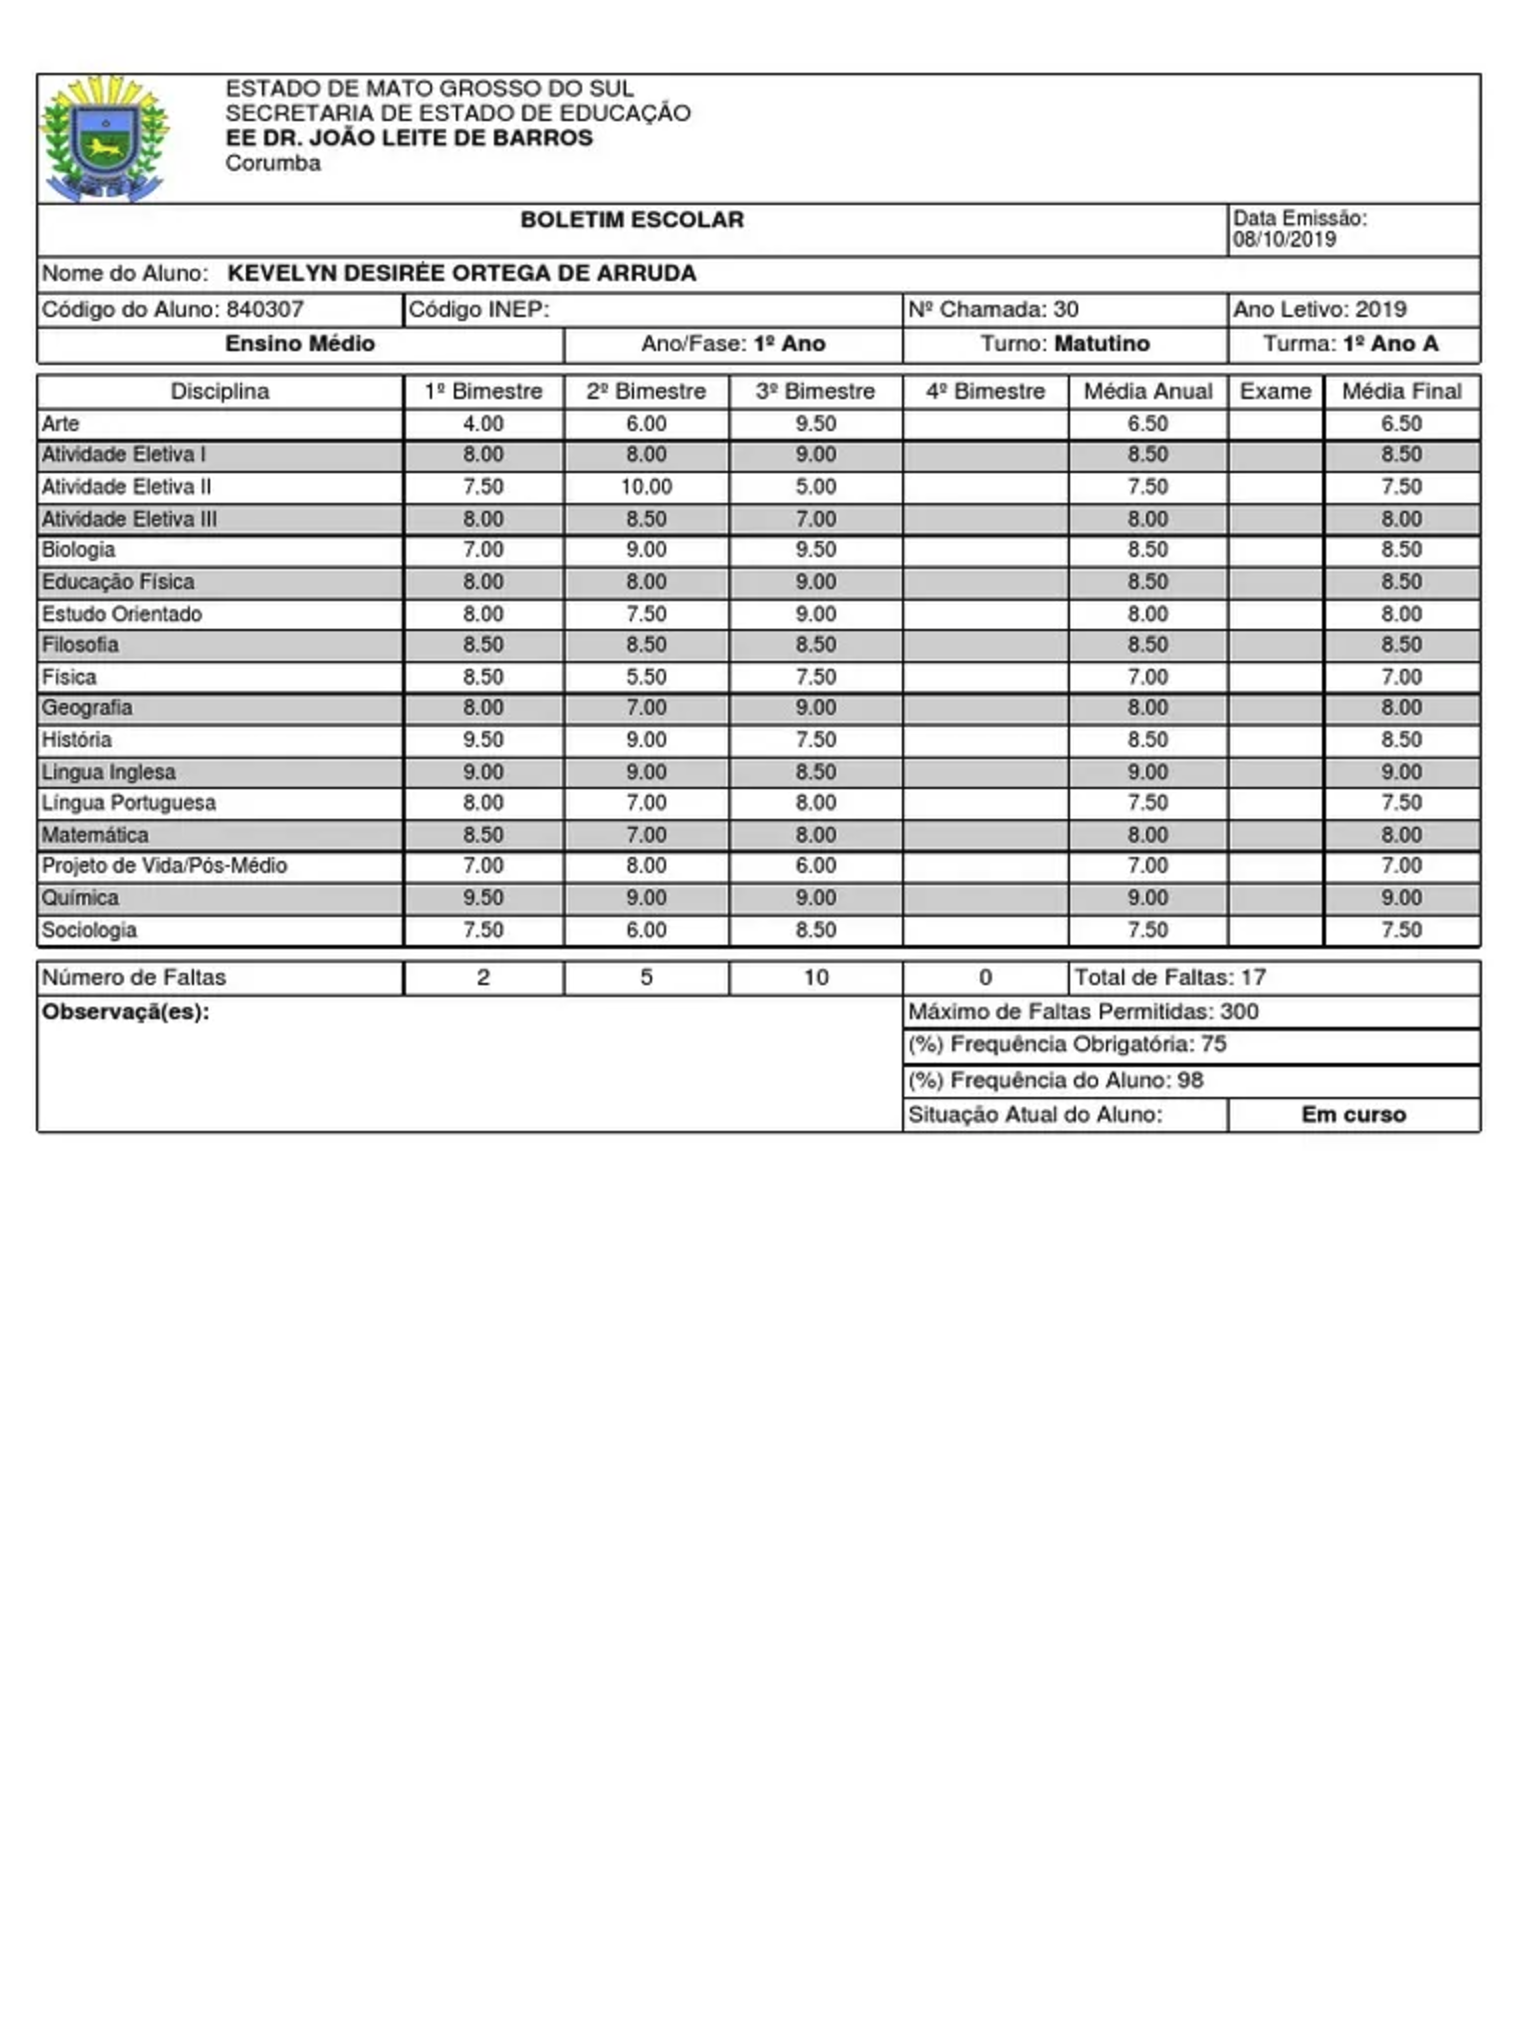 ESTADO DE MATO GROSSO DO SUL
SECRETARIA DE ESTADO DE EDUCAÇÃO
EE DR. JOÃO LEITE DE BARROS
Corumba
BOLETIM ESCOLAR
Data Emissão:
08/10/2019
Nome do Aluno: KEVELYN DESIRÉE ORTEGA DE ARRUDA
Código do Aluno: 840307 Código INEP: Nº Chamada: 30 Ano Letivo: 2019
Ensino Médio Ano/Fase: 1º Ano Turno: Matutino Turma: 1º Ano A
Disciplina 1º Bimestre 2º Bimestre 3º Bimestre 4º Bimestre Média Anual Exame Média Final
Arte 4.00 6.00 9.50 6.50 6.50
Atividade Eletiva I 8.00 8.00 9.00 8.50 8.50
Atividade Eletiva II 7.50 10.00 5.00 7.50 7.50
Atividade Eletiva III 8.00 8.50 7.00 8.00 8.00
Biologia 7.00 9.00 9.50 8.50 8.50
Educação Física 8.00 8.00 9.00 8.50 8.50
Estudo Orientado 8.00 7.50 9.00 8.00 8.00
Filosofia 8.50 8.50 8.50 8.50 8.50
Física 8.50 5.50 7.50 7.00 7.00
Geografia 8.00 7.00 9.00 8.00 8.00
História 9.50 9.00 7.50 8.50 8.50
Lingua Inglesa 9.00 9.00 8.50 9.00 9.00
Língua Portuguesa 8.00 7.00 8.00 7.50 7.50
Matemática 8.50 7.00 8.00 8.00 8.00
Projeto de Vida/Pós-Médio 7.00 8.00 6.00 7.00 7.00
Química 9.50 9.00 9.00 9.00 9.00
Sociologia 7.50 6.00 8.50 7.50 7.50
Número de Faltas 2 5 10 0 Total de Faltas: 17
Observaçã(es): Máximo de Faltas Permitidas: 300
(%) Frequência Obrigatória: 75
(%) Frequência do Aluno: 98
Situação Atual do Aluno: Em curso